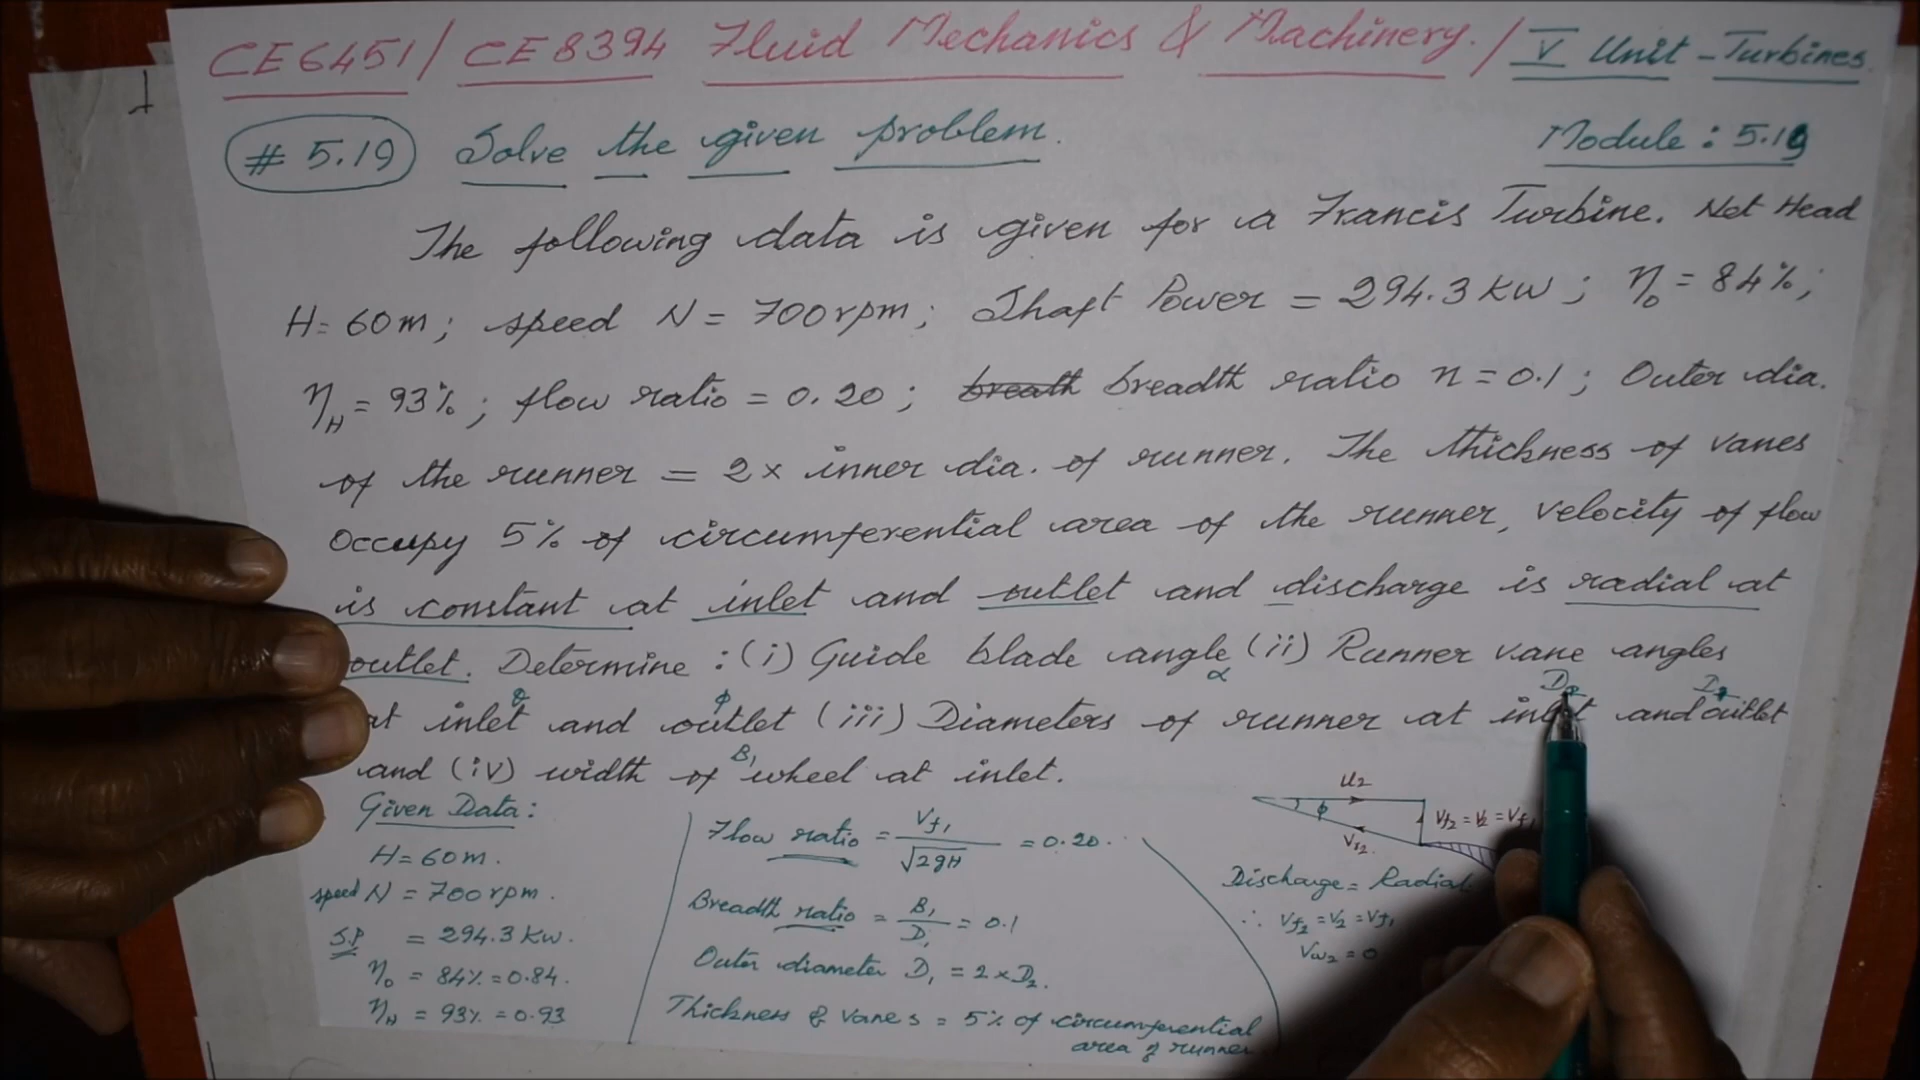 CE6451 / CE8394 Fluid Mechanics & Machinery. / V Unit - Turbines
# 5.19 Solve the given problem. Module : 5.19
The following data is given for a Francis Turbine. Net Head
H = 60m; speed N = 700rpm; Shaft Power = 294.3 KW; η₀ = 84%;
ηH = 93%; flow ratio = 0.20; breath breadth ratio n = 0.1; Outer dia.
of the runner = 2 x inner dia. of runner. The thickness of vanes
occupy 5% of circumferential area of the runner, velocity of flow
is constant at inlet and outlet and discharge is radial at
outlet. Determine : (i) Guide blade angle (ii) Runner vane angles
α
θ φ
at inlet and outlet (iii) Diameters of runner at inlet and outlet
B₁
and (iv) width of wheel at inlet.
Given Data:
H = 60m.
speed N = 700rpm.
S.P = 294.3 KW.
η₀ = 84% = 0.84.
ηH = 93% = 0.93
Flow ratio = Vf₁ / √2gH = 0.20.
Breadth ratio = B₁ / D₁ = 0.1
Outer diameter D₁ = 2 x D₂.
Thickness of vanes = 5% of circumferential
area of runner
u₂
φ
Vf₂ = V₂ = Vf₁
Vr₂.
Discharge = Radial
∴ Vf₂ = V₂ = Vf₁
Vw₂ = 0